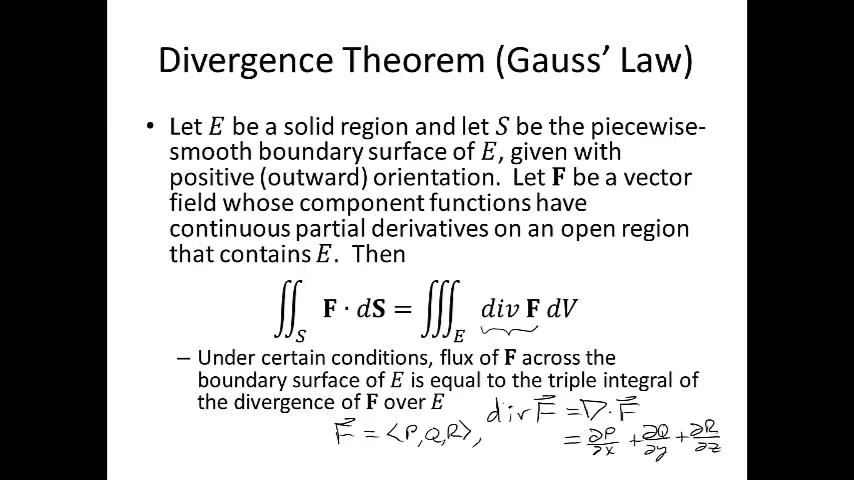 Divergence Theorem (Gauss’ Law)
• Let E be a solid region and let S be the piecewise-
smooth boundary surface of E, given with
positive (outward) orientation. Let F be a vector
field whose component functions have
continuous partial derivatives on an open region
that contains E. Then
∬_S F · dS = ∭_E div F dV
– Under certain conditions, flux of F across the
boundary surface of E is equal to the triple integral of
the divergence of F over E
F⃗ = <P, Q, R>, div F⃗ = ∇ · F⃗
= ∂P/∂x + ∂Q/∂y + ∂R/∂z